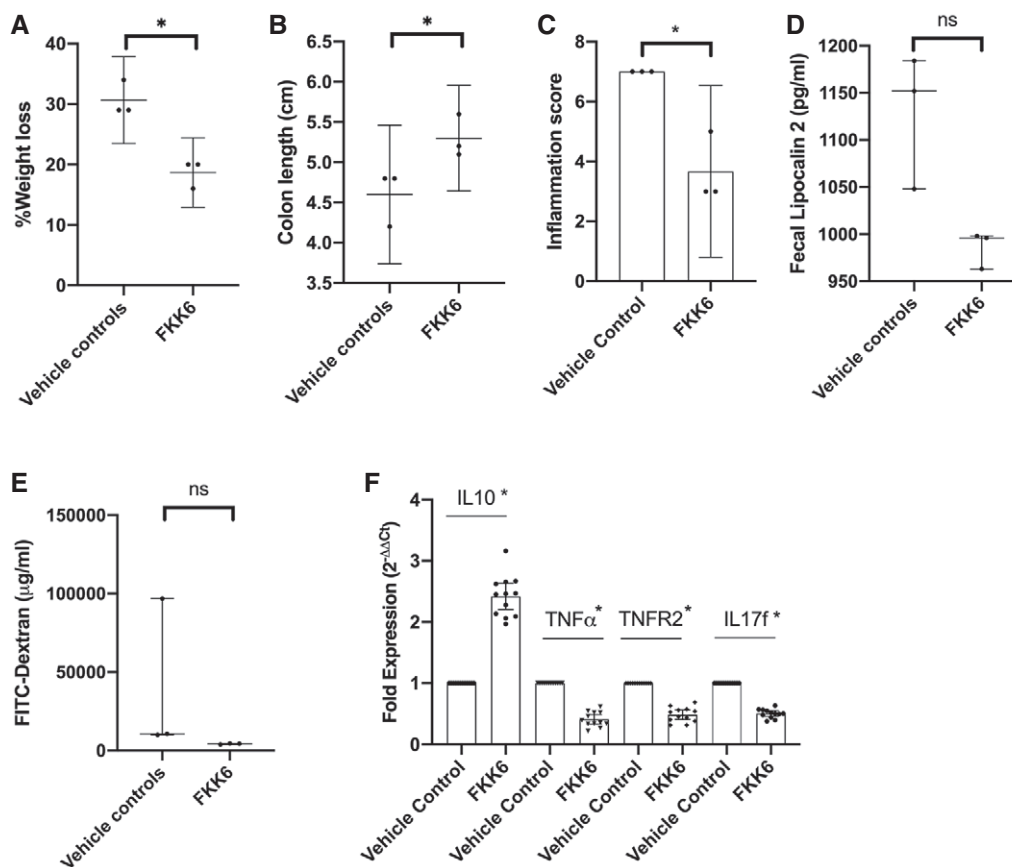 A
*
%Weight loss
40
30
20
10
0
Vehicle controls
FKK6
B
*
Colon length (cm)
6.5
6.0
5.5
5.0
4.5
4.0
3.5
Vehicle controls
FKK6
C
*
Inflammation score
8
6
4
2
0
Vehicle Control
FKK6
D
ns
Fecal Lipocalin 2 (pg/ml)
1200
1150
1100
1050
1000
950
Vehicle controls
FKK6
E
ns
FITC-Dextran (μg/ml)
150000
100000
50000
0
Vehicle controls
FKK6
F
Fold Expression (2^-ΔΔCt)
4
3
2
1
0
IL10 *
TNFα*
TNFR2*
IL17f *
Vehicle Control
FKK6
Vehicle Control
FKK6
Vehicle Control
FKK6
Vehicle Control
FKK6